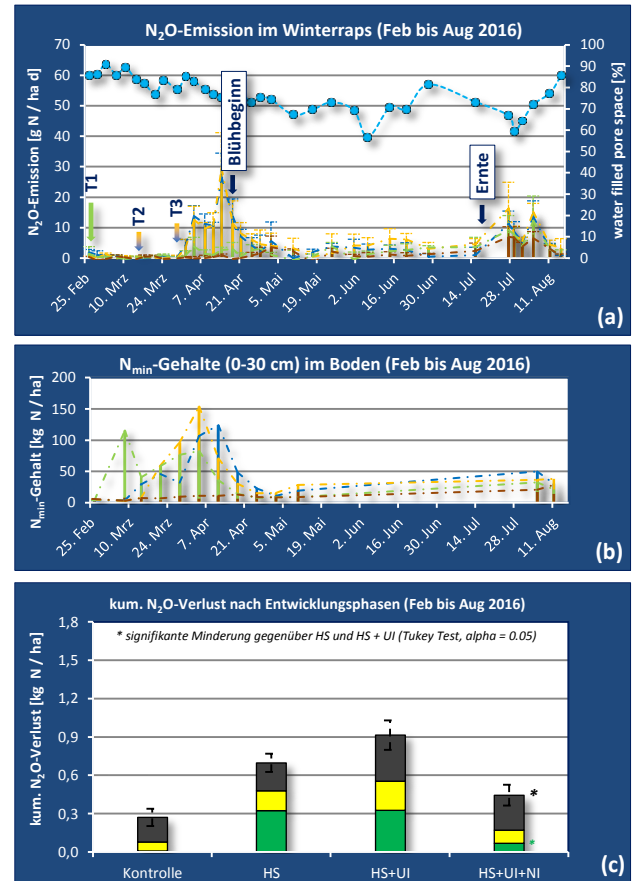 N₂O-Emission im Winterraps (Feb bis Aug 2016)
N₂O-Emission [g N / ha d]
70
60
50
40
30
20
10
0
water filled pore space [%]
100
90
80
70
60
50
40
30
20
10
0
T1
T2
T3
Blühbeginn
Ernte
25. Feb
10. Mrz
24. Mrz
7. Apr
21. Apr
5. Mai
19. Mai
2. Jun
16. Jun
30. Jun
14. Jul
28. Jul
11. Aug
(a)
Nmin-Gehalte (0-30 cm) im Boden (Feb bis Aug 2016)
Nmin-Gehalt [kg N / ha]
200
150
100
50
0
25. Feb
10. Mrz
24. Mrz
7. Apr
21. Apr
5. Mai
19. Mai
2. Jun
16. Jun
30. Jun
14. Jul
28. Jul
11. Aug
(b)
kum. N₂O-Verlust nach Entwicklungsphasen (Feb bis Aug 2016)
* signifikante Minderung gegenüber HS und HS + UI (Tukey Test, alpha = 0.05)
kum. N₂O-Verlust [kg N / ha]
1,8
1,5
1,2
0,9
0,6
0,3
0,0
*
*
Kontrolle
HS
HS+UI
HS+UI+NI
(c)